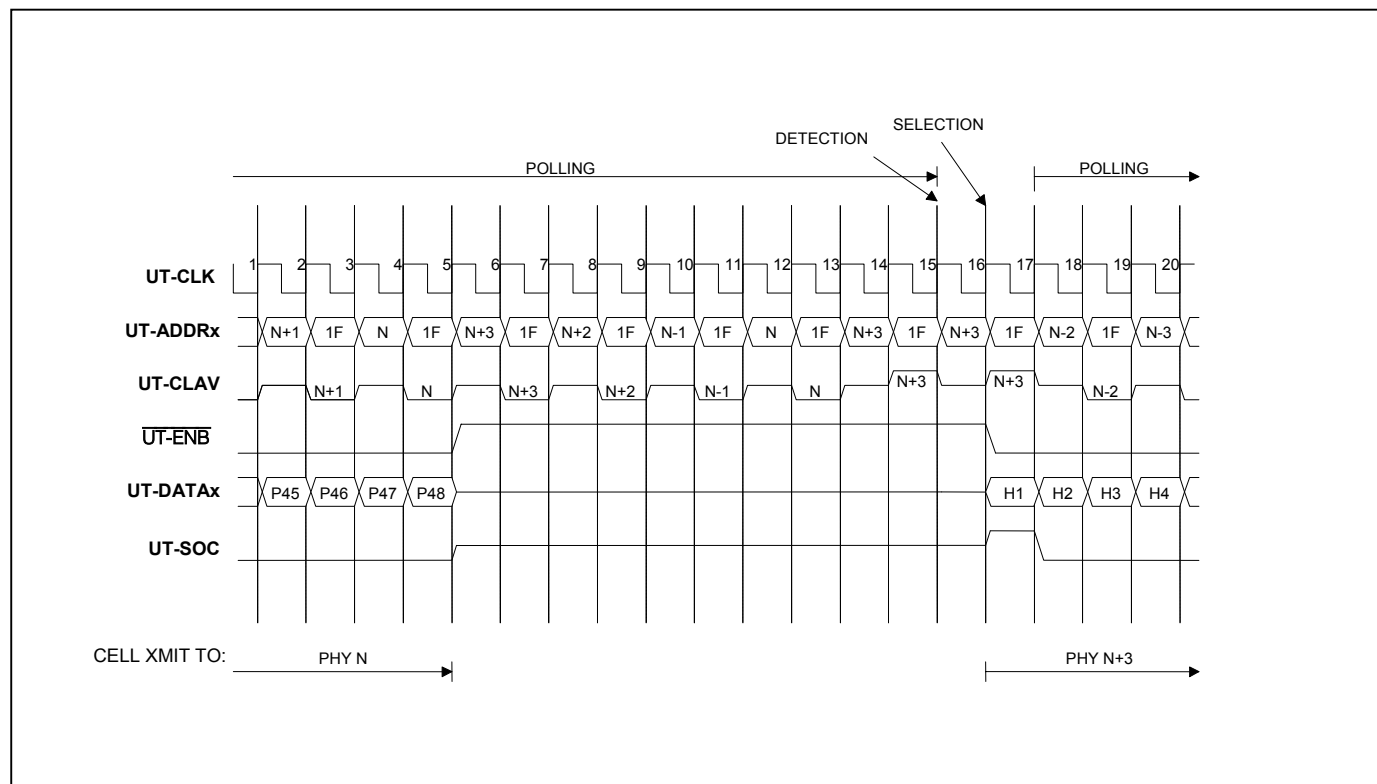 SELECTION
DETECTION
POLLING POLLING
UT-CLK 1 2 3 4 5 6 7 8 9 10 11 12 13 14 15 16 17 18 19 20
UT-ADDRx N+1 1F N 1F N+3 1F N+2 1F N-1 1F N 1F N+3 1F N+3 1F N-2 1F N-3
UT-CLAV N+1 N N+3 N+2 N-1 N N+3 N+3 N-2
UT-ENB
UT-DATAx P45 P46 P47 P48 H1 H2 H3 H4
UT-SOC
CELL XMIT TO: PHY N PHY N+3